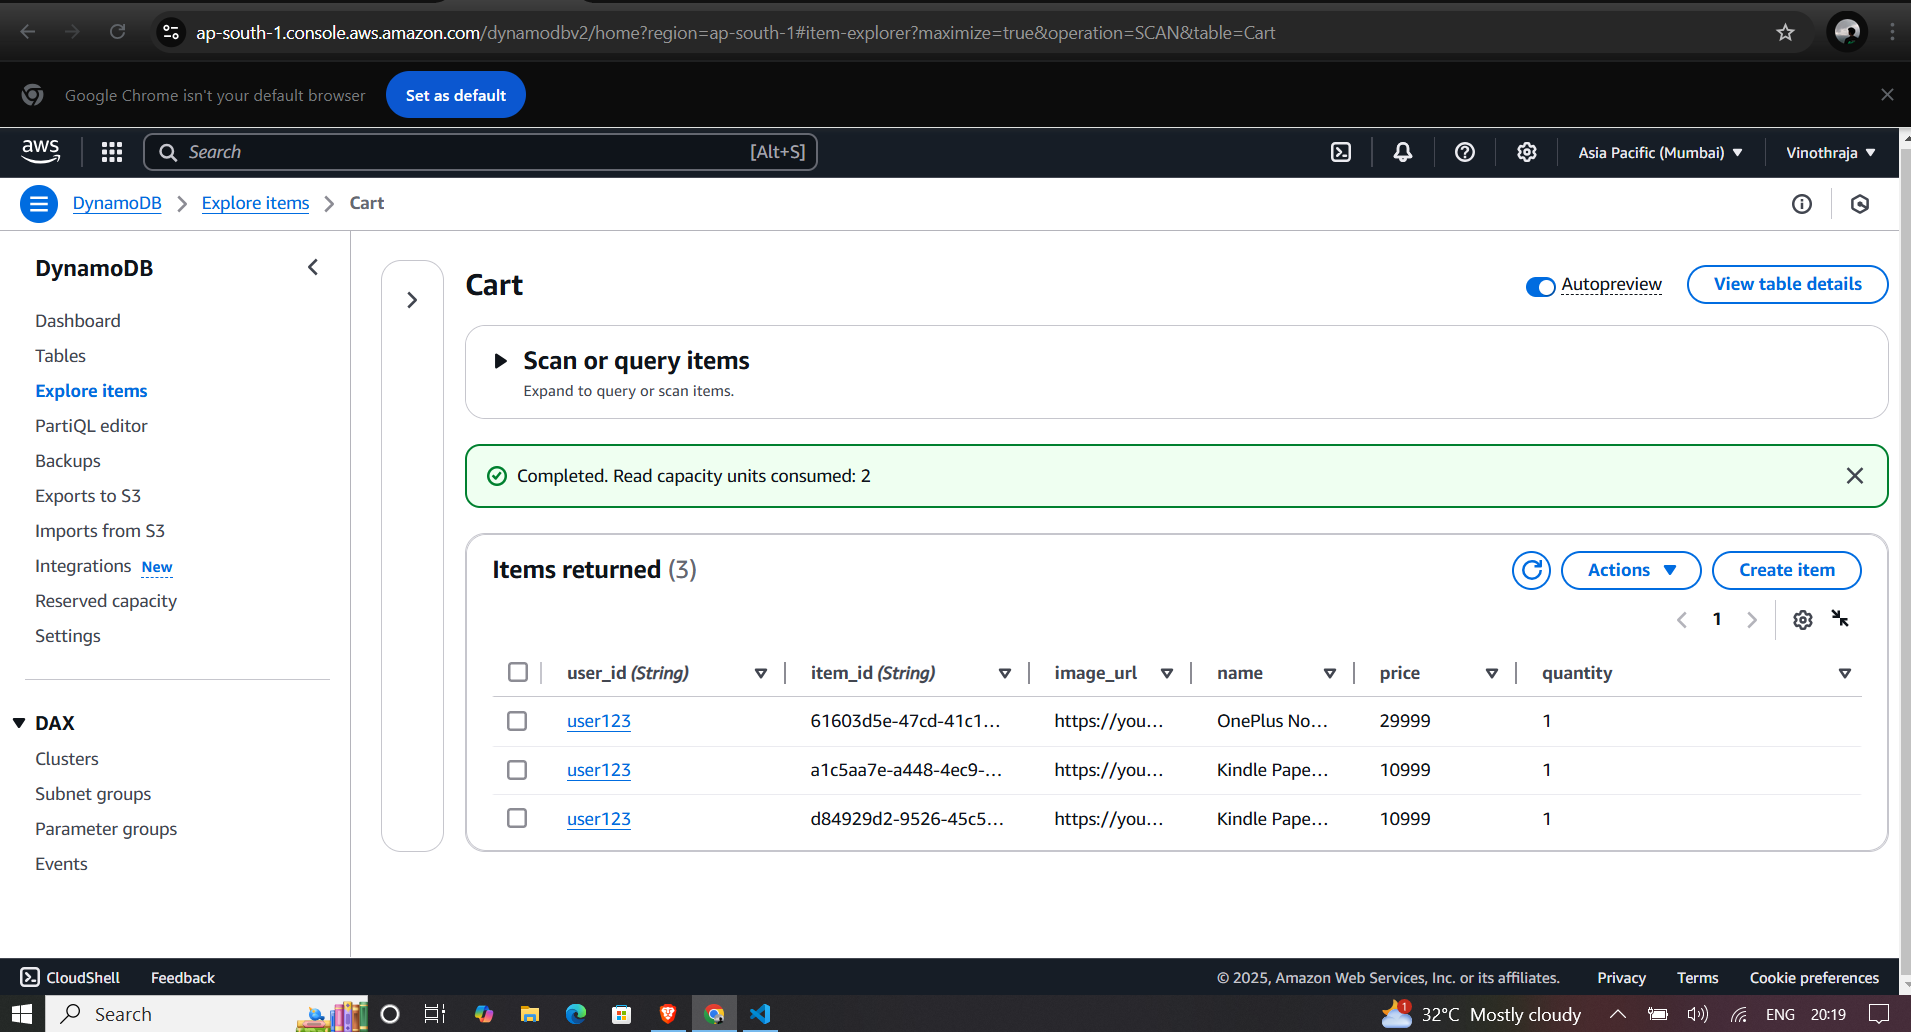 ap-south-1.console.aws.amazon.com/dynamodbv2/home?region=ap-south-1#item-explorer?maximize=true&operation=SCAN&table=Cart
Google Chrome isn't your default browser Set as default
aws Search [Alt+S] Asia Pacific (Mumbai) Vinothraja
DynamoDB Explore items Cart
DynamoDB
Dashboard
Tables
Explore items
PartiQL editor
Backups
Exports to S3
Imports from S3
Integrations New
Reserved capacity
Settings
DAX
Clusters
Subnet groups
Parameter groups
Events
Cart
Autopreview View table details
Scan or query items
Expand to query or scan items.
Completed. Read capacity units consumed: 2
Items returned (3)
Actions Create item
1
user_id (String) item_id (String) image_url name price quantity
user123 61603d5e-47cd-41c1... https://you... OnePlus No... 29999 1
user123 a1c5aa7e-a448-4ec9-... https://you... Kindle Pape... 10999 1
user123 d84929d2-9526-45c5... https://you... Kindle Pape... 10999 1
CloudShell Feedback © 2025, Amazon Web Services, Inc. or its affiliates. Privacy Terms Cookie preferences
Search 1 32°C Mostly cloudy ENG 20:19